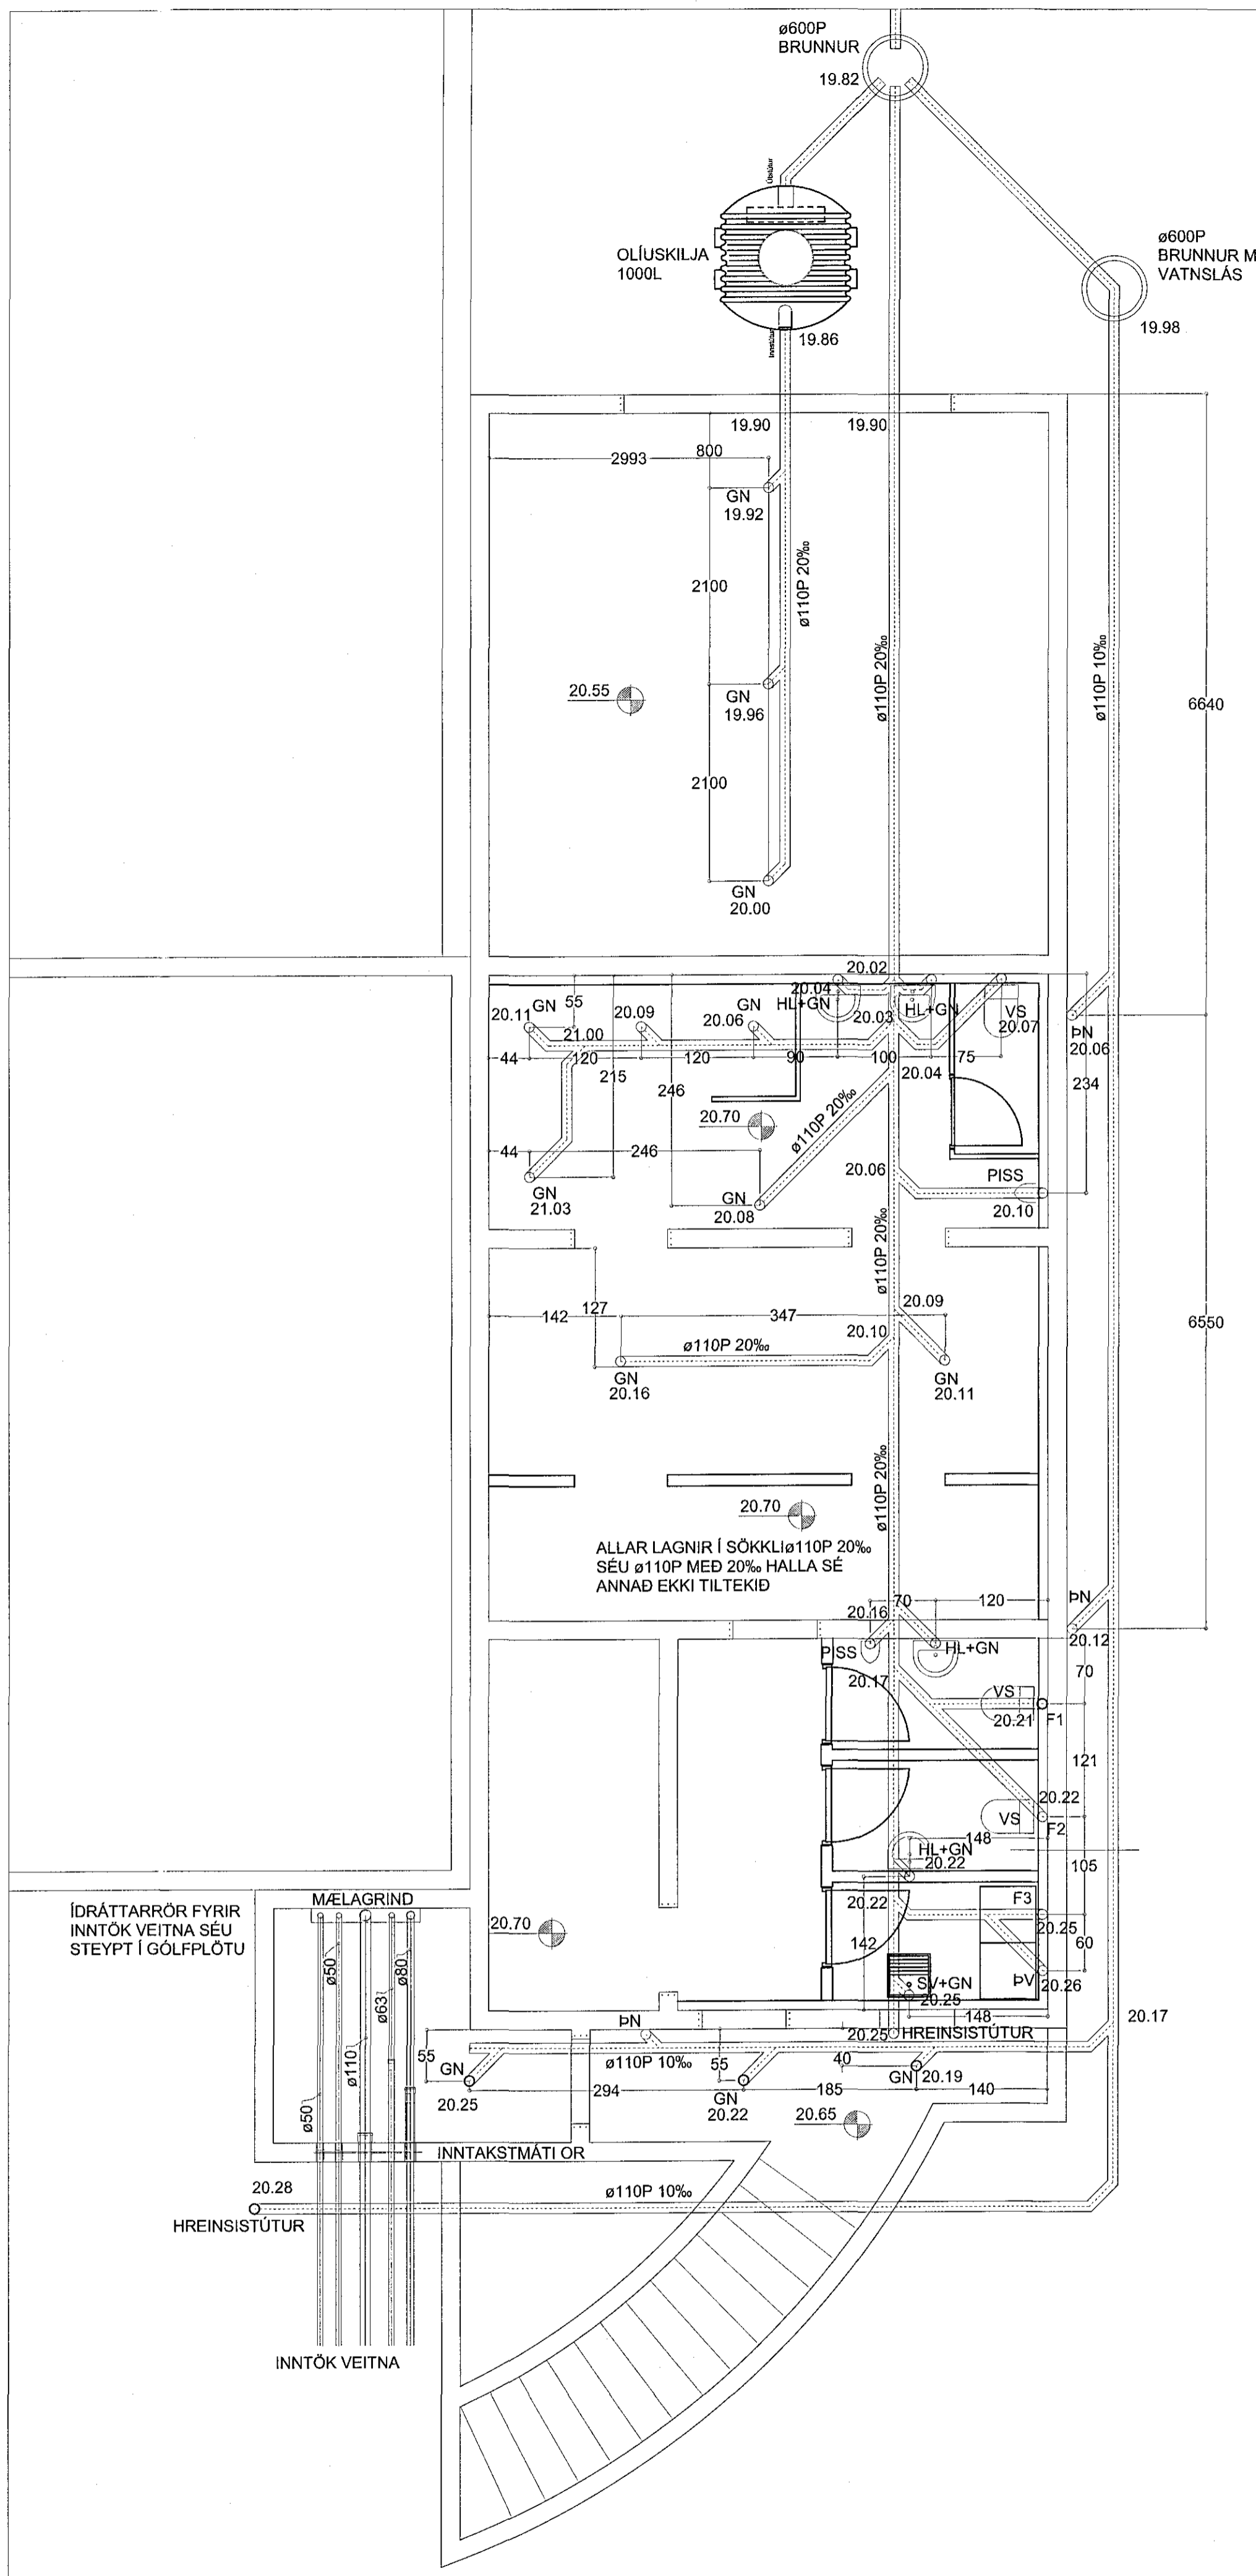 ø600P
BRUNNUR
19.82
Útstútur
OLÍUSKILJA
1000L
ø600P
BRUNNUR M
VATNSLÁS
19.98
Innstútur
19.86
19.90
19.90
800
2993
GN
19.92
2100
ø110P 20‰
ø110P 20‰
ø110P 10‰
20.55
GN
19.96
6640
2100
GN
20.00
20.02
20.04
HL+GN
HL+GN
VS
20.07
55
GN
20.11
20.09
GN
20.06
20.03
21.00
ÞN
20.06
44
120
120
90
100
75
215
246
20.04
234
20.70
ø110P 20‰
44
246
20.06
PISS
20.10
GN
21.03
GN
20.08
ø110P 20‰
142
127
347
20.09
20.10
6550
ø110P 20‰
GN
20.16
GN
20.11
ø110P 20‰
20.70
ALLAR LAGNIR Í SÖKKLIø110P 20‰
SÉU ø110P MEÐ 20‰ HALLA SÉ
ANNAÐ EKKI TILTEKIÐ
70
120
20.16
ÞN
20.12
PISS
HL+GN
20.17
70
VS
20.21
F1
121
20.22
VS
F2
148
HL+GN
20.22
105
MÆLAGRIND
ÍDRÁTTARRÖR FYRIR
INNTÖK VEITNA SÉU
STEYPT Í GÓLFPLÖTU
20.70
20.22
F3
20.25
142
60
ø50
ø80
ø63
SV+GN
20.25
ÞV
20.26
148
20.17
ÞN
20.25
HREINSISTÚTUR
ø110
55
GN
ø110P 10‰
55
40
20.25
294
GN
20.22
185
GN
20.19
140
20.65
ø50
INNTAKSTMÁTI OR
20.28
ø110P 10‰
HREINSISTÚTUR
INNTÖK VEITNA